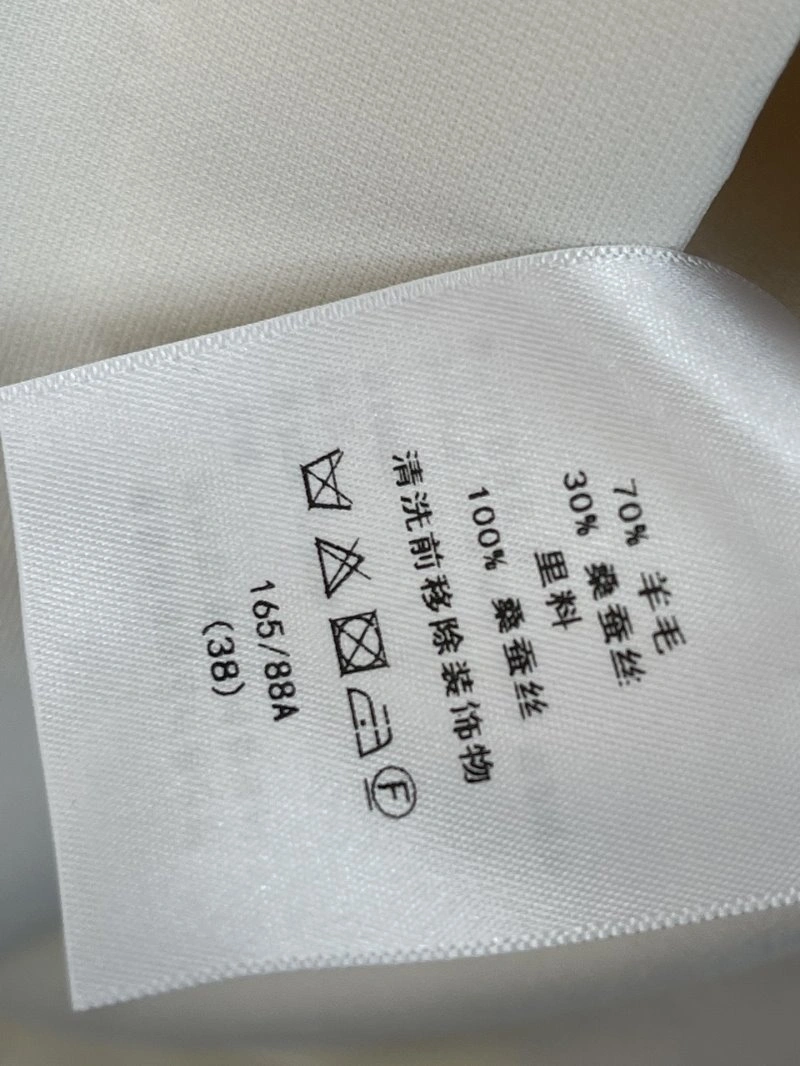 70% 羊毛
30% 桑蚕丝
里料
100% 桑蚕丝
清洗前移除装饰物
F
165/88A
(38)